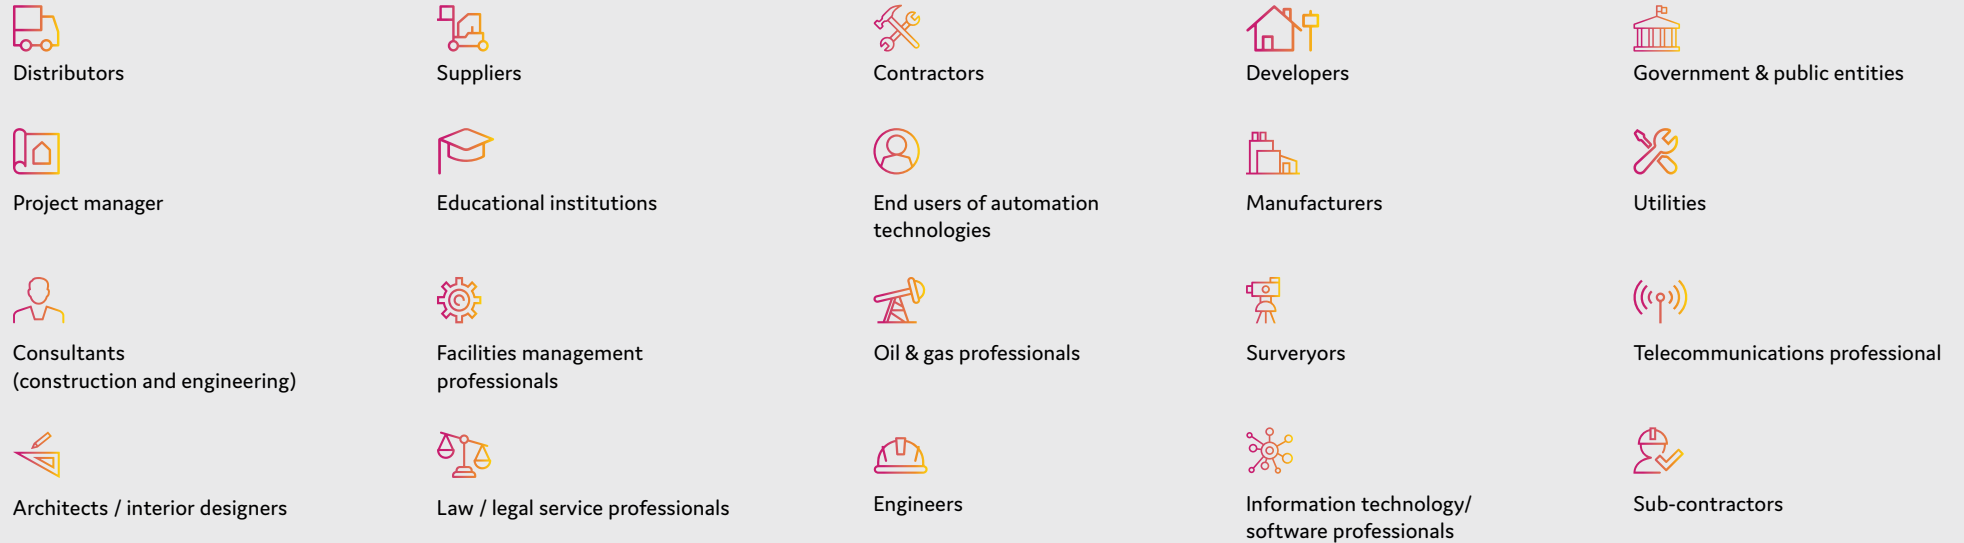 Distributors
Suppliers
Contractors
Developers
Government & public entities
Project manager
Educational institutions
End users of automation
technologies
Manufacturers
Utilities
Consultants
(construction and engineering)
Facilities management
professionals
Oil & gas professionals
Surveryors
Telecommunications professional
Architects / interior designers
Law / legal service professionals
Engineers
Information technology/
software professionals
Sub-contractors